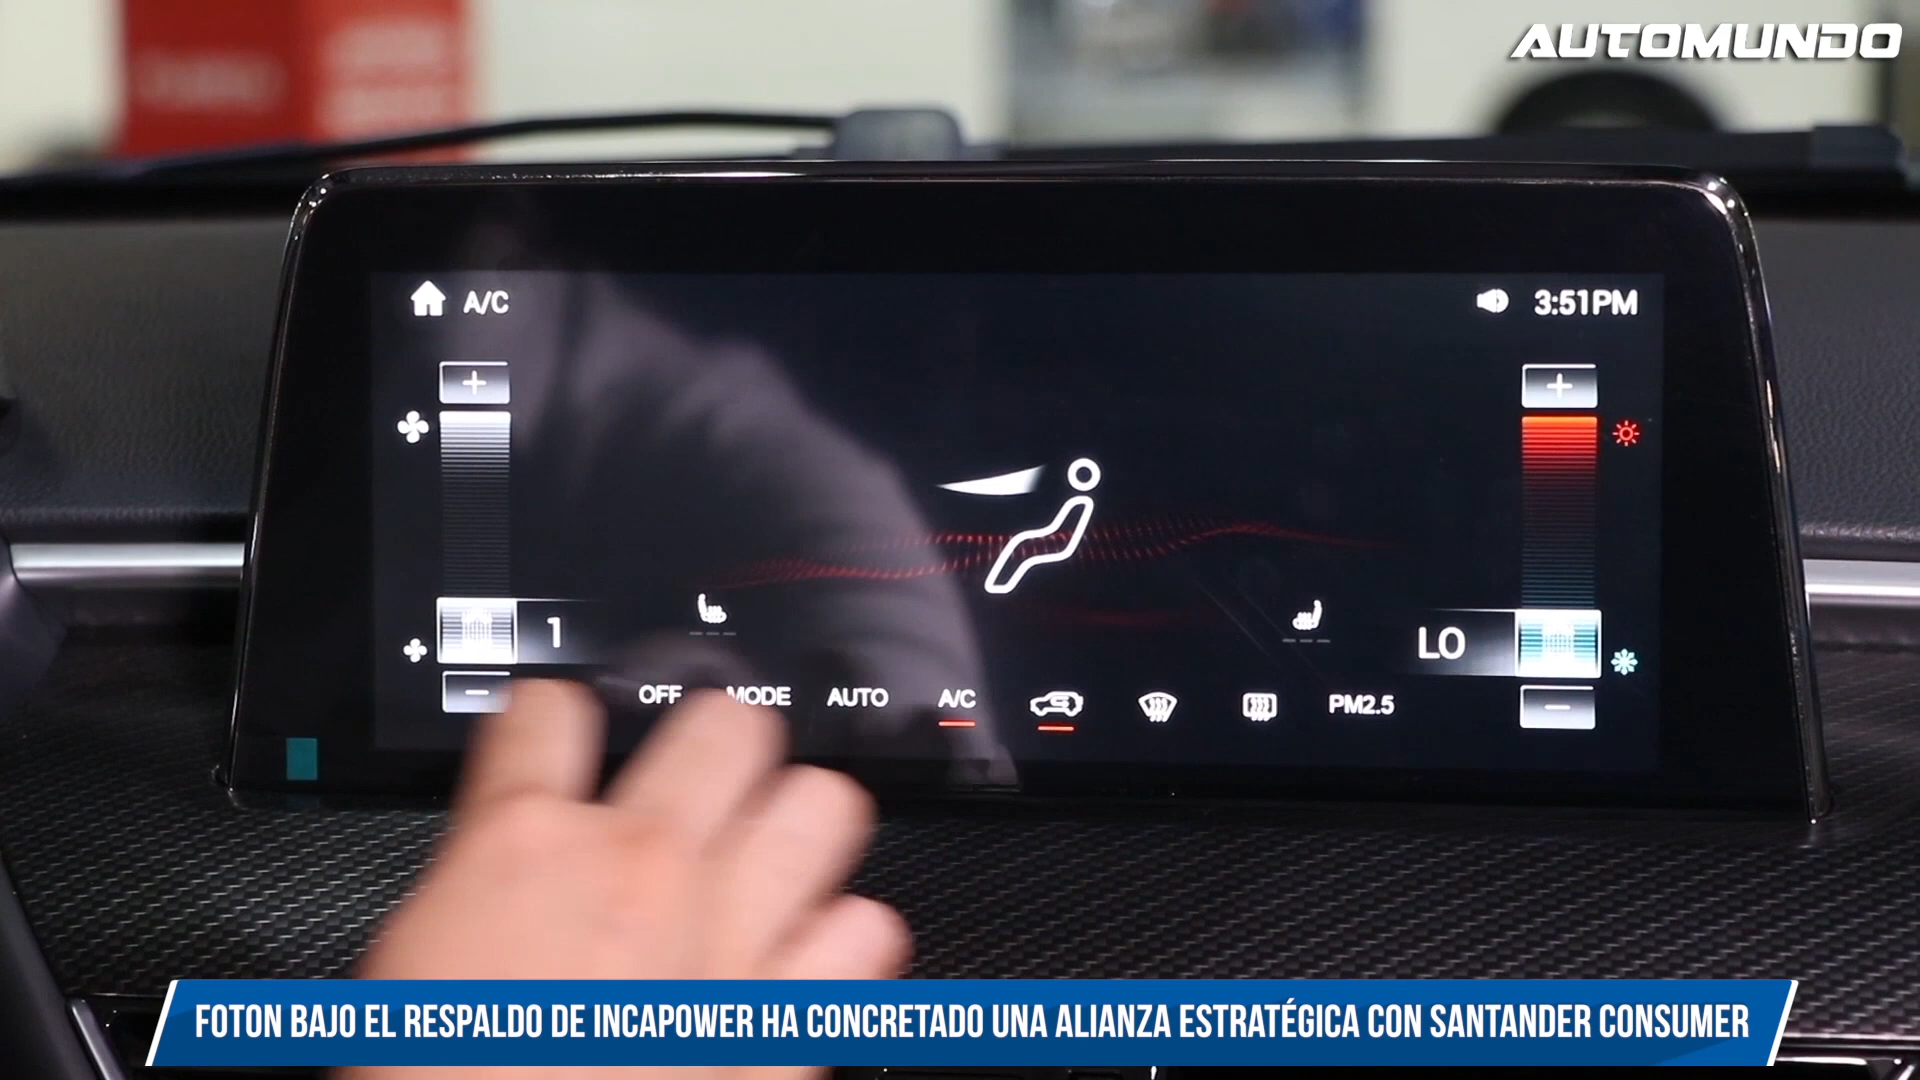 AUTOMUNDO
A/C
3:51PM
1
LO
OFF MODE AUTO A/C PM2.5
FOTON BAJO EL RESPALDO DE INCAPOWER HA CONCRETADO UNA ALIANZA ESTRATÉGICA CON SANTANDER CONSUMER